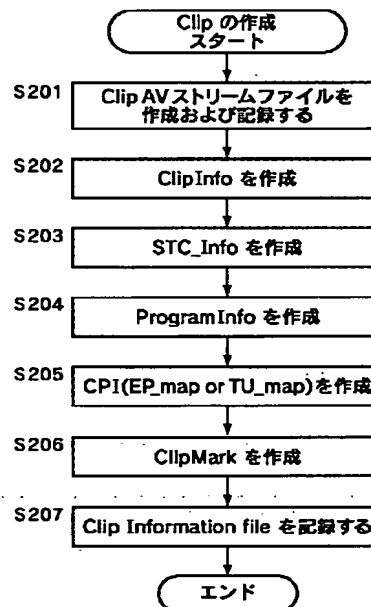 Clip の作成
スタート
S201
Clip AVストリームファイルを
作成および記録する
S202
ClipInfo を作成
S203
STC_Info を作成
S204
ProgramInfo を作成
S205
CPI(EP_map or TU_map)を作成
S206
ClipMark を作成
S207
Clip Information file を記録する
エンド